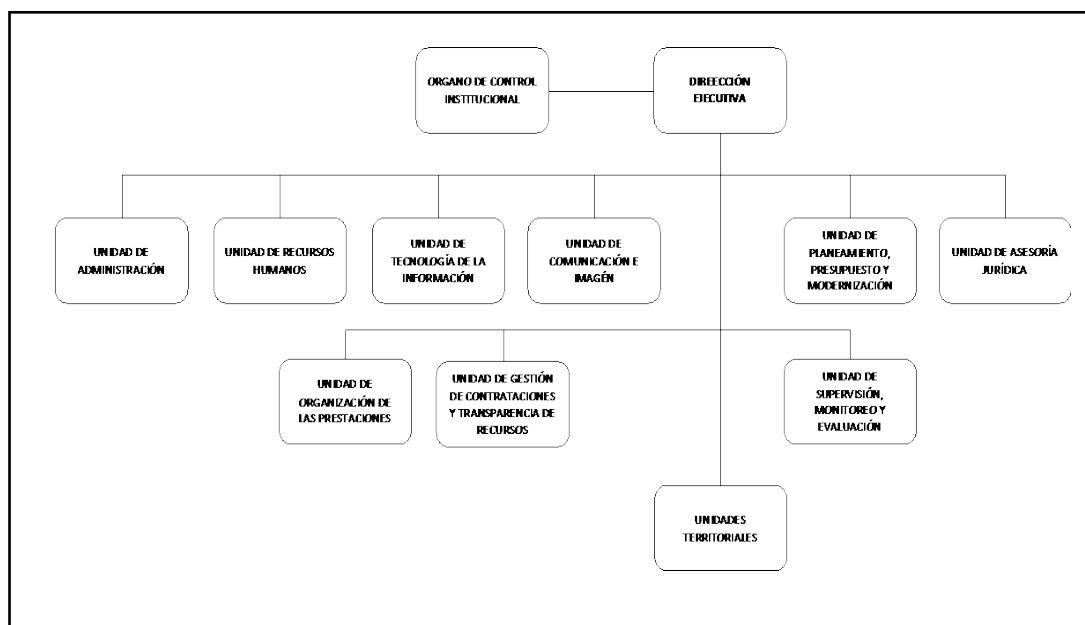 ORGANO DE CONTROL
INSTITUCIONAL
DIREECCIÓN
EJECUTIVA
UNIDAD DE
ADMINISTRACIÓN
UNIDAD DE RECURSOS
HUMANOS
UNIDAD DE
TECNOLOGÍA DE LA
INFORMACIÓN
UNIDAD DE
COMUNICACIÓN E
IMAGÉN
UNIDAD DE
PLANEAMIENTO,
PRESUPUESTO Y
MODERNIZACIÓN
UNIDAD DE ASESORÍA
JURÍDICA
UNIDAD DE
ORGANIZACIÓN DE
LAS PRESTACIONES
UNIDAD DE GESTIÓN
DE CONTRATACIONES
Y TRANSPARENCIA DE
RECURSOS
UNIDAD DE
SUPERVISIÓN,
MONITOREO Y
EVALUACIÓN
UNIDADES
TERRITORIALES